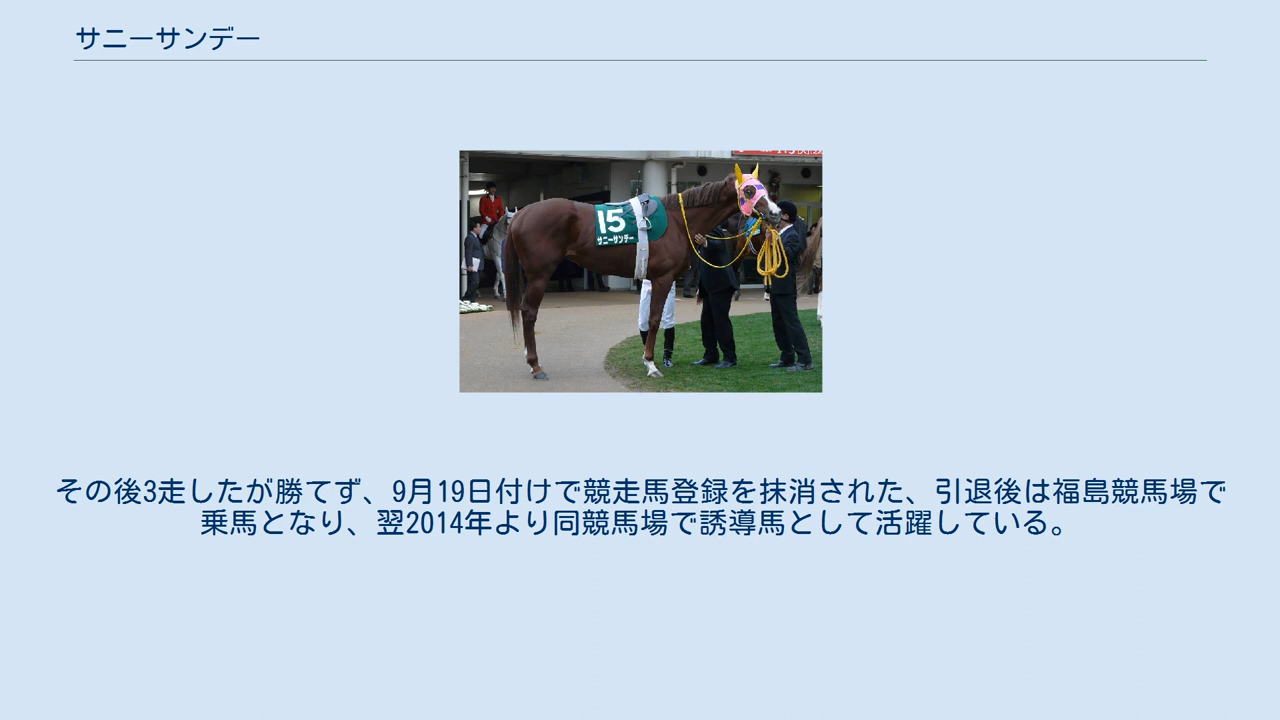 サニーサンデー
15
サニーサンデー
その後3走したが勝てず、9月19日付けで競走馬登録を抹消された、引退後は福島競馬場で
乗馬となり、翌2014年より同競馬場で誘導馬として活躍している。